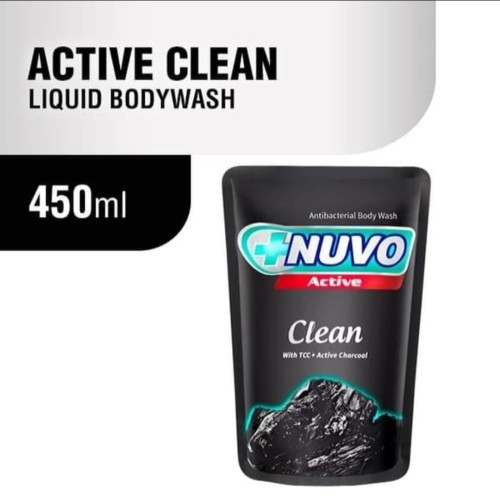 ACTIVE CLEAN
LIQUID BODYWASH
450ml
Antibacterial Body Wash
NUVO
Active
Clean
With TCC + Active Charcoal